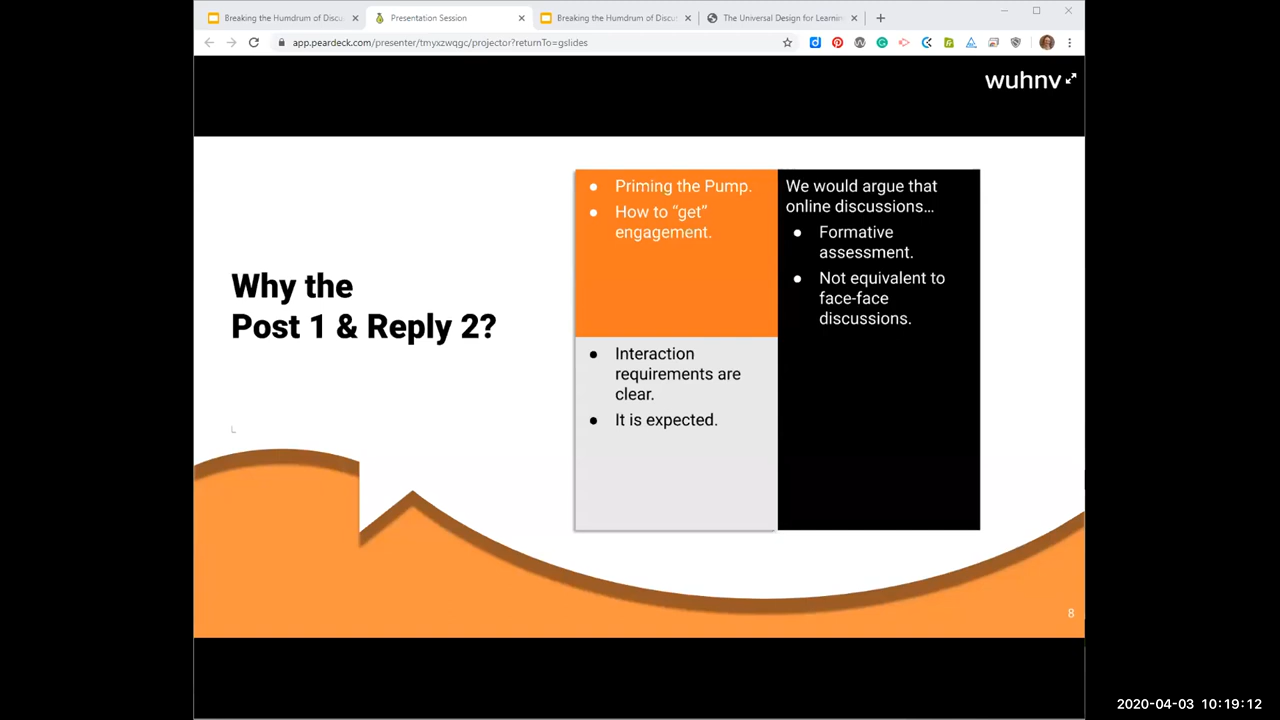 Breaking the Humdrum of Discu
Presentation Session
Breaking the Humdrum of Discu
The Universal Design for Learnin
app.peardeck.com/presenter/tmyxzwqgc/projector?returnTo=gslides
wuhnv
Why the
Post 1 & Reply 2?
● Priming the Pump.
● How to “get”
engagement.
● Interaction
requirements are
clear.
● It is expected.
We would argue that
online discussions…
● Formative
assessment.
● Not equivalent to
face-face
discussions.
8
2020-04-03 10:19:12